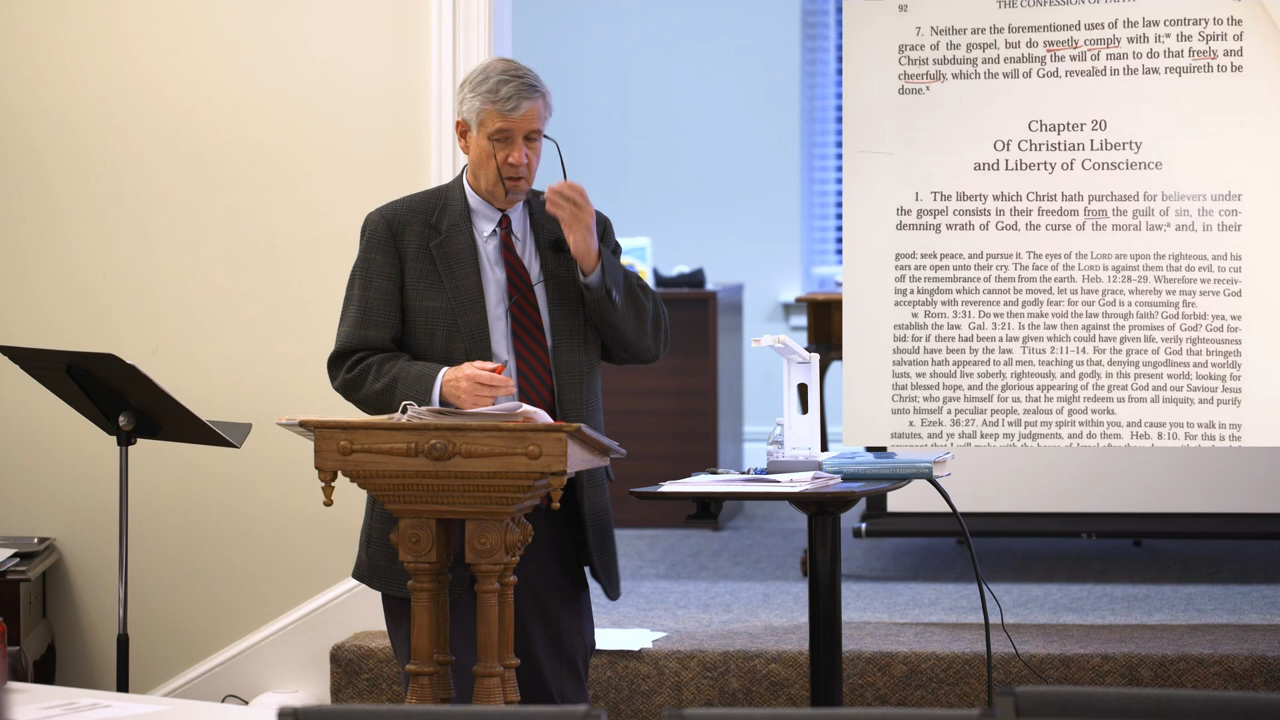 92
THE CONFESSION OF FAITH
7. Neither are the forementioned uses of the law contrary to the
grace of the gospel, but do sweetly comply with it;ʷ the Spirit of
Christ subduing and enabling the will of man to do that freely, and
cheerfully, which the will of God, revealed in the law, requireth to be
done.ˣ
Chapter 20
Of Christian Liberty
and Liberty of Conscience
1. The liberty which Christ hath purchased for believers under
the gospel consists in their freedom from the guilt of sin, the con-
demning wrath of God, the curse of the moral law;ᵃ and, in their
good; seek peace, and pursue it. The eyes of the LORD are upon the righteous, and his
ears are open unto their cry. The face of the LORD is against them that do evil, to cut
off the remembrance of them from the earth. Heb. 12:28–29. Wherefore we receiv-
ing a kingdom which cannot be moved, let us have grace, whereby we may serve God
acceptably with reverence and godly fear: for our God is a consuming fire.
w. Rom. 3:31. Do we then make void the law through faith? God forbid: yea, we
establish the law. Gal. 3:21. Is the law then against the promises of God? God for-
bid: for if there had been a law given which could have given life, verily righteousness
should have been by the law. Titus 2:11–14. For the grace of God that bringeth
salvation hath appeared to all men, teaching us that, denying ungodliness and worldly
lusts, we should live soberly, righteously, and godly, in this present world; looking for
that blessed hope, and the glorious appearing of the great God and our Saviour Jesus
Christ; who gave himself for us, that he might redeem us from all iniquity, and purify
unto himself a peculiar people, zealous of good works.
x. Ezek. 36:27. And I will put my spirit within you, and cause you to walk in my
statutes, and ye shall keep my judgments, and do them. Heb. 8:10. For this is the